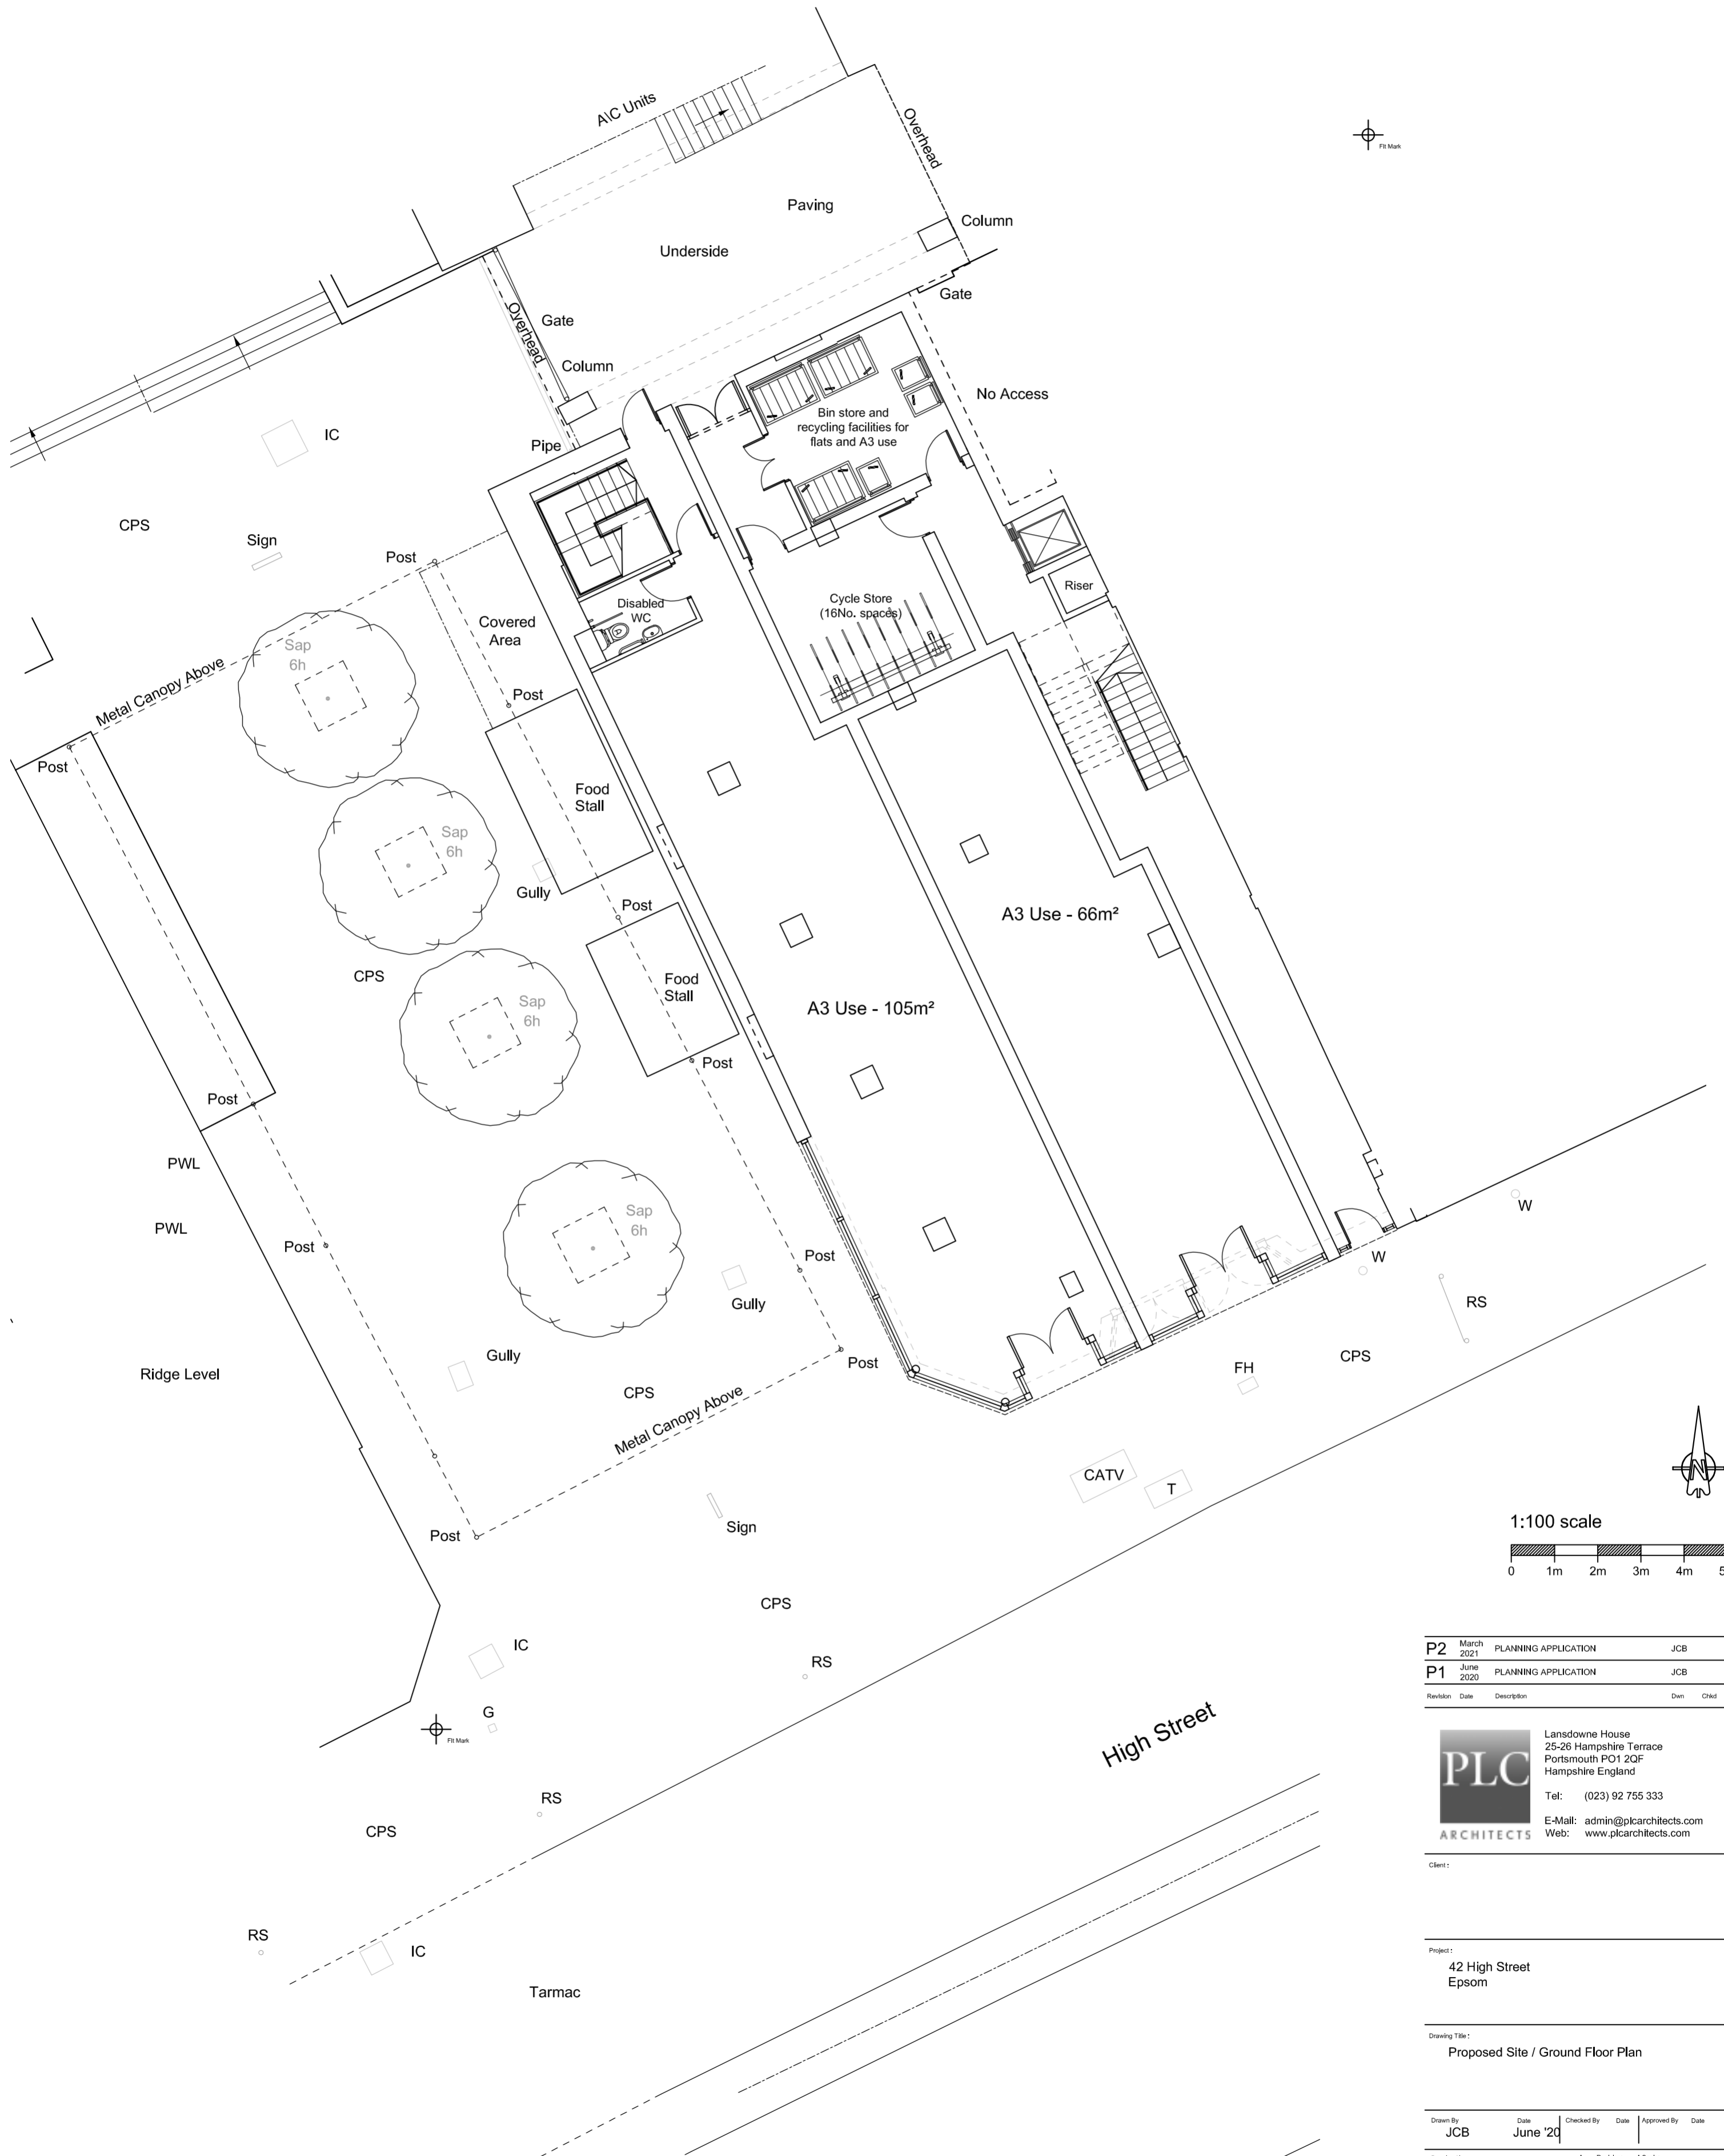 A\C Units
Overhead
Flt Mark
Paving
Column
Underside
Gate
Gate
Overhead
Column
No Access
IC
Pipe
Bin store and
recycling facilities for
flats and A3 use
CPS
Sign
Post
Riser
Cycle Store
(16No. spaces)
Disabled
WC
Covered
Area
Sap
6h
Metal Canopy Above
Post
Post
Food
Stall
Sap
6h
Gully
Post
A3 Use - 66m²
CPS
Food
Stall
Sap
6h
A3 Use - 105m²
Post
Post
PWL
PWL
Sap
6h
Post
Post
Gully
W
W
RS
Ridge Level
Gully
Post
CPS
FH
CPS
Metal Canopy Above
CATV
T
N
Sign
Post
1:100 scale
0 1m 2m 3m 4m 5
CPS
IC
RS
G
Flt Mark
High Street
RS
CPS
RS
IC
Tarmac
P2 March 2021 PLANNING APPLICATION JCB
P1 June 2020 PLANNING APPLICATION JCB
Revision Date Description Dwn Chkd
PLC
ARCHITECTS
Lansdowne House
25-26 Hampshire Terrace
Portsmouth PO1 2QF
Hampshire England
Tel: (023) 92 755 333
E-Mail: admin@plcarchitects.com
Web: www.plcarchitects.com
Client :
Project :
42 High Street
Epsom
Drawing Title :
Proposed Site / Ground Floor Plan
Drawn By Date Checked By Date Approved By Date
JCB June '20